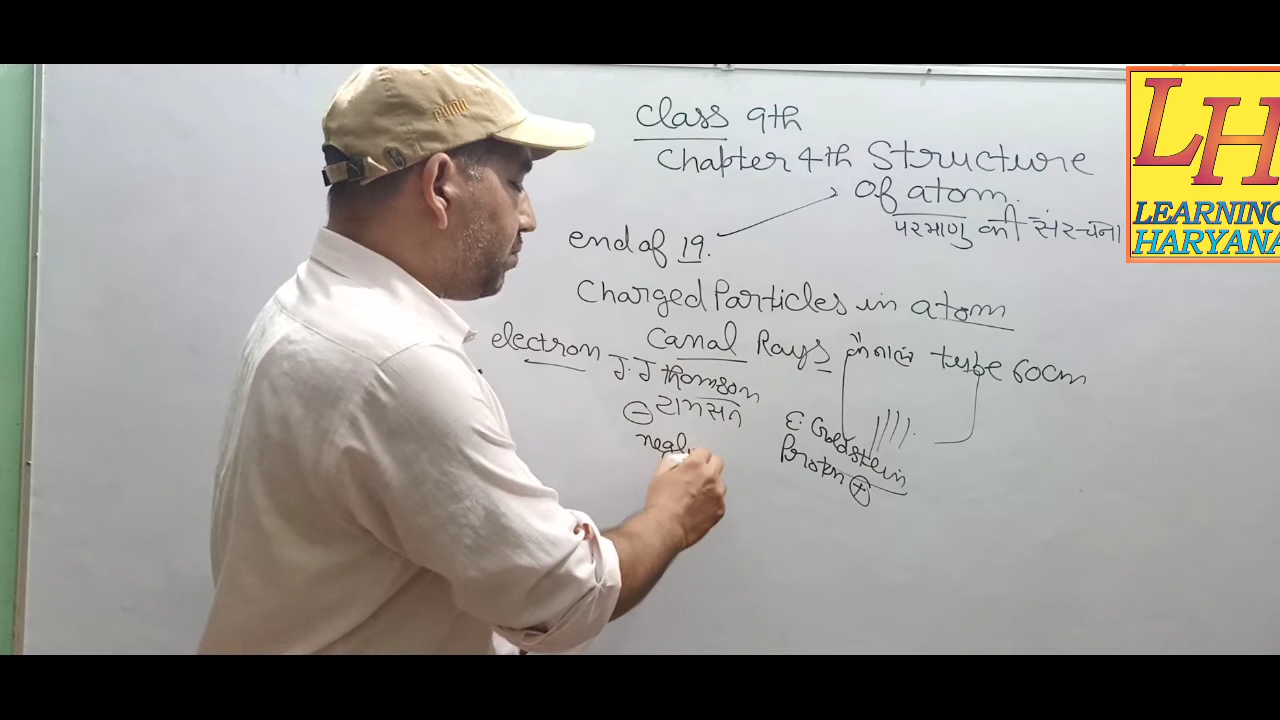 Class 9th
Chapter 4th Structure
of atom.
परमाणु की संरचना
end of 19.
Charged Particles in atom
Canal Rays कैनाल tube 60cm
electron J.J Thomson
⊖ टामसन
E. Goldstein
Proton ⊕
LH
LEARNING
HARYANA
PUMA